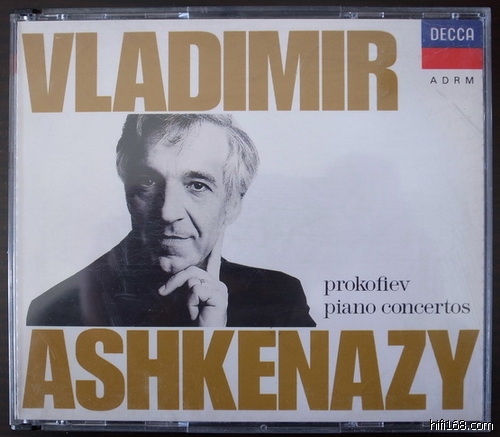 VLADIMIR
DECCA
ADRM
prokofiev
piano concertos
ASHKENAZY
hifi168.com